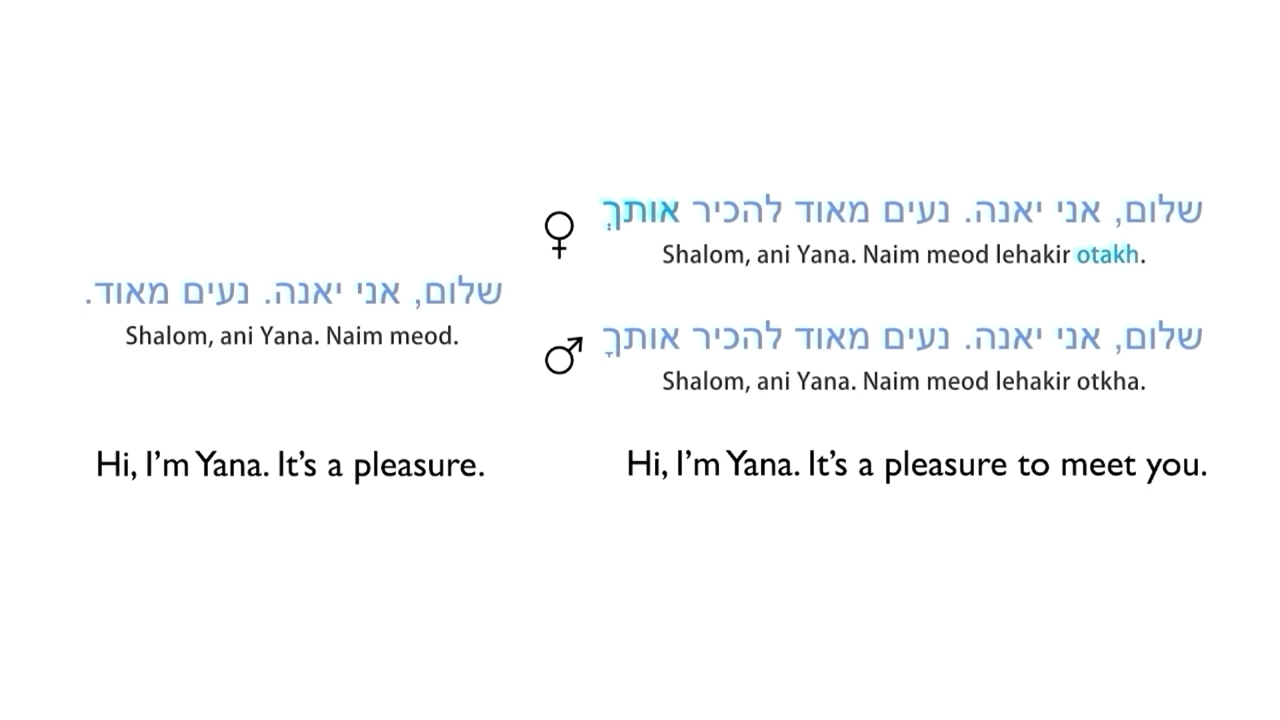 שלום, אני יאנה. נעים מאוד.
Shalom, ani Yana. Naim meod.
Hi, I'm Yana. It's a pleasure.
♀
שלום, אני יאנה. נעים מאוד להכיר אותךְ
Shalom, ani Yana. Naim meod lehakir otakh.
♂
שלום, אני יאנה. נעים מאוד להכיר אותךָ
Shalom, ani Yana. Naim meod lehakir otkha.
Hi, I'm Yana. It's a pleasure to meet you.